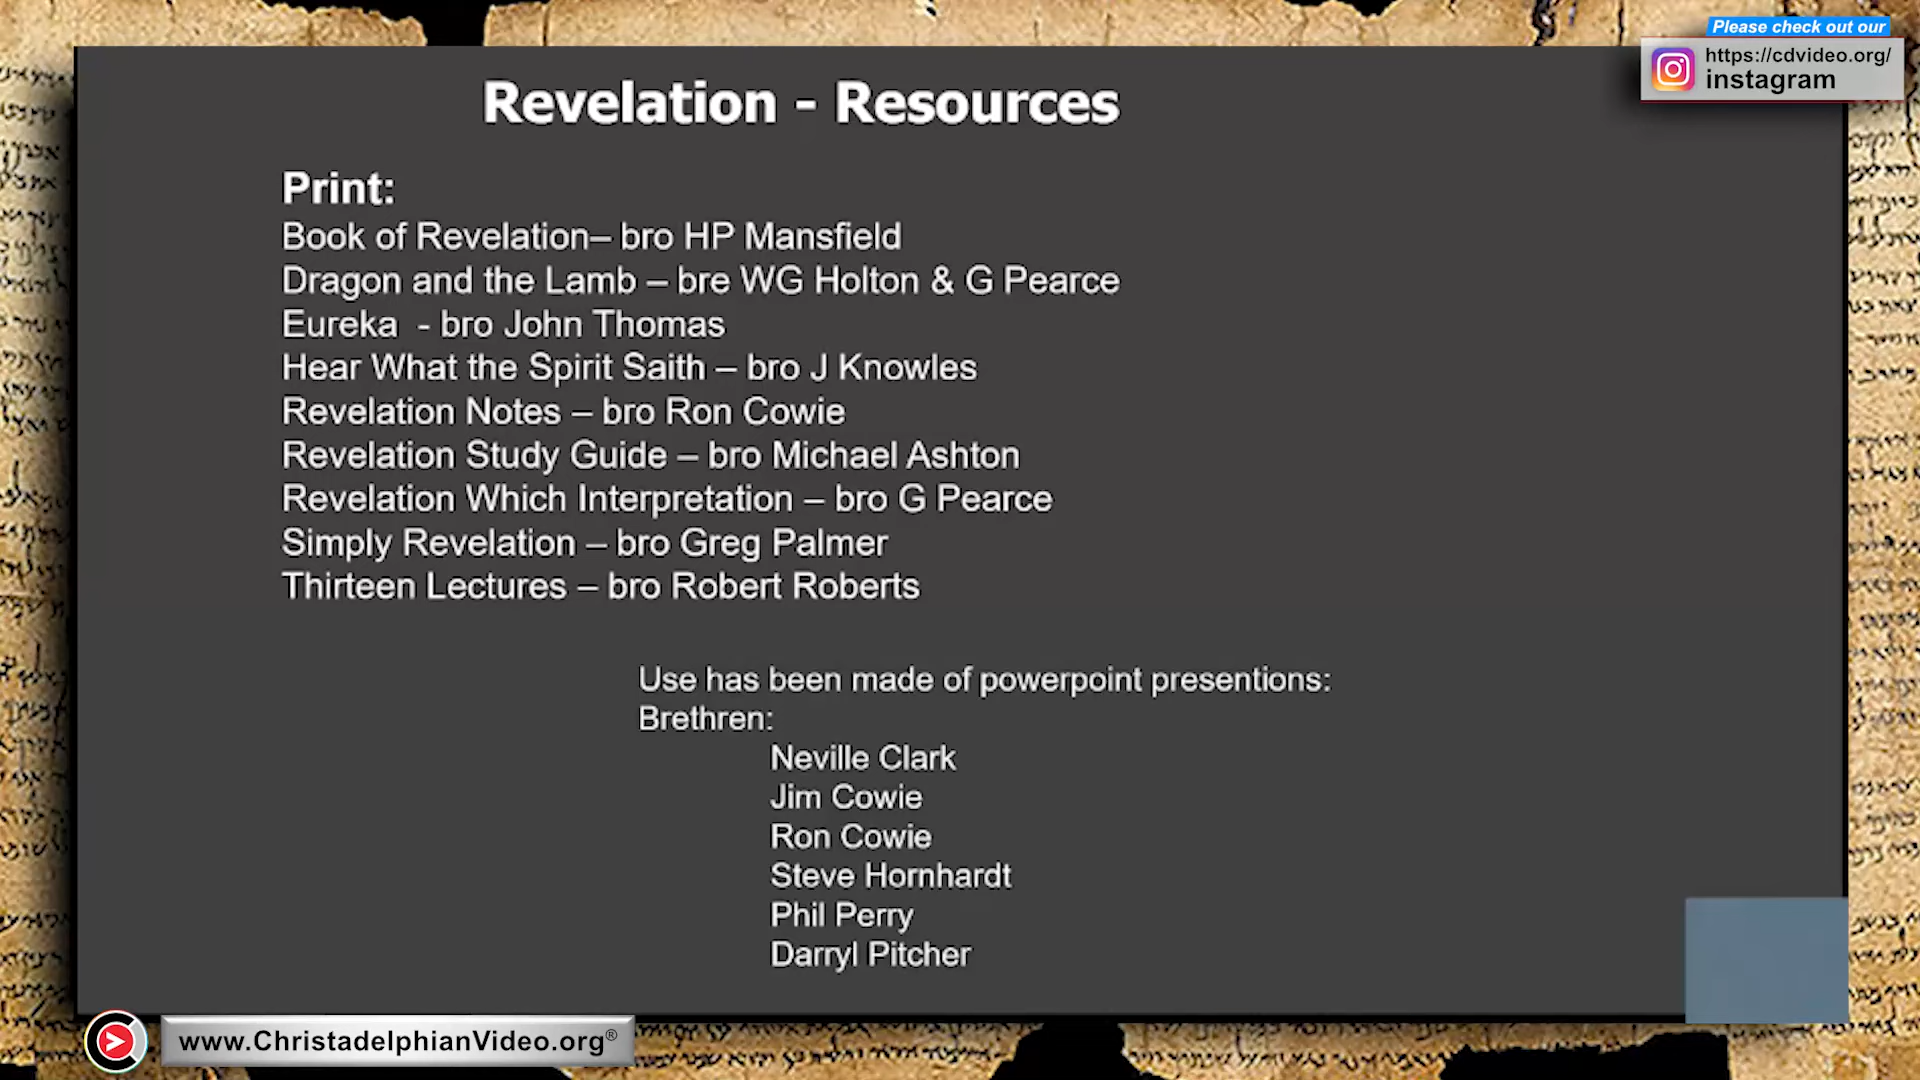 Please check out our
https://cdvideo.org/
instagram
Revelation - Resources
Print:
Book of Revelation– bro HP Mansfield
Dragon and the Lamb – bre WG Holton & G Pearce
Eureka  - bro John Thomas
Hear What the Spirit Saith – bro J Knowles
Revelation Notes – bro Ron Cowie
Revelation Study Guide – bro Michael Ashton
Revelation Which Interpretation – bro G Pearce
Simply Revelation – bro Greg Palmer
Thirteen Lectures – bro Robert Roberts
Use has been made of powerpoint presentions:
Brethren:
Neville Clark
Jim Cowie
Ron Cowie
Steve Hornhardt
Phil Perry
Darryl Pitcher
www.ChristadelphianVideo.org®